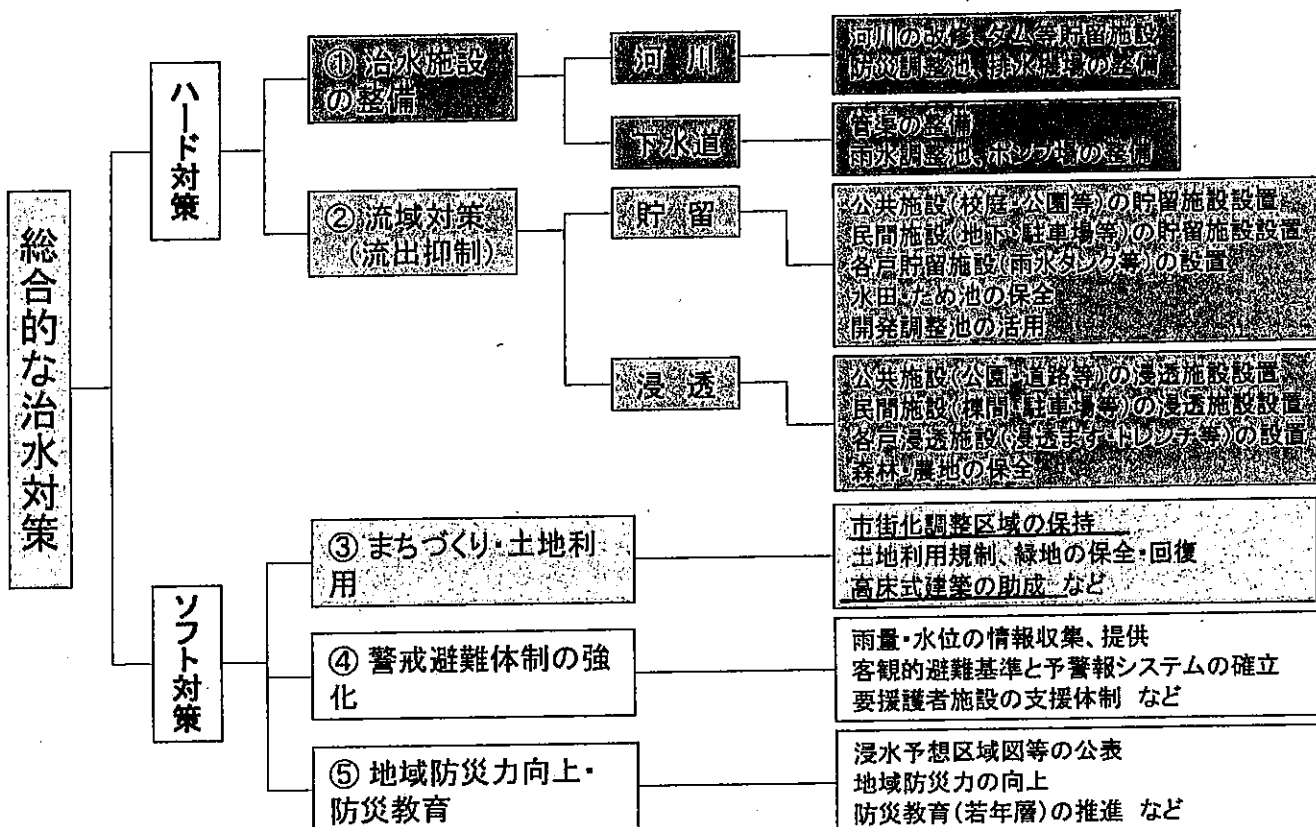 総合的な治水対策
ハード対策
① 治水施設
の整備
河 川
河川の改修、ダム等貯留施設
防災調整池、排水機場の整備
下水道
管渠の整備
雨水調整池、ポンプ場の整備
② 流域対策
(流出抑制)
貯 留
公共施設(校庭・公園等)の貯留施設設置
民間施設(地下・駐車場等)の貯留施設設置
各戸貯留施設(雨水タンク等)の設置
水田・ため池の保全
開発調整池の活用
浸 透
公共施設(公園・道路等)の浸透施設設置
民間施設(棟間・駐車場等)の浸透施設設置
各戸浸透施設(浸透ます・トレンチ等)の設置
森林・農地の保全
ソフト対策
③ まちづくり・土地利
用
市街化調整区域の保持
土地利用規制、緑地の保全・回復
高床式建築の助成 など
④ 警戒避難体制の強
化
雨量・水位の情報収集、提供
客観的避難基準と予警報システムの確立
要援護者施設の支援体制 など
⑤ 地域防災力向上・
防災教育
浸水予想区域図等の公表
地域防災力の向上
防災教育(若年層)の推進 など